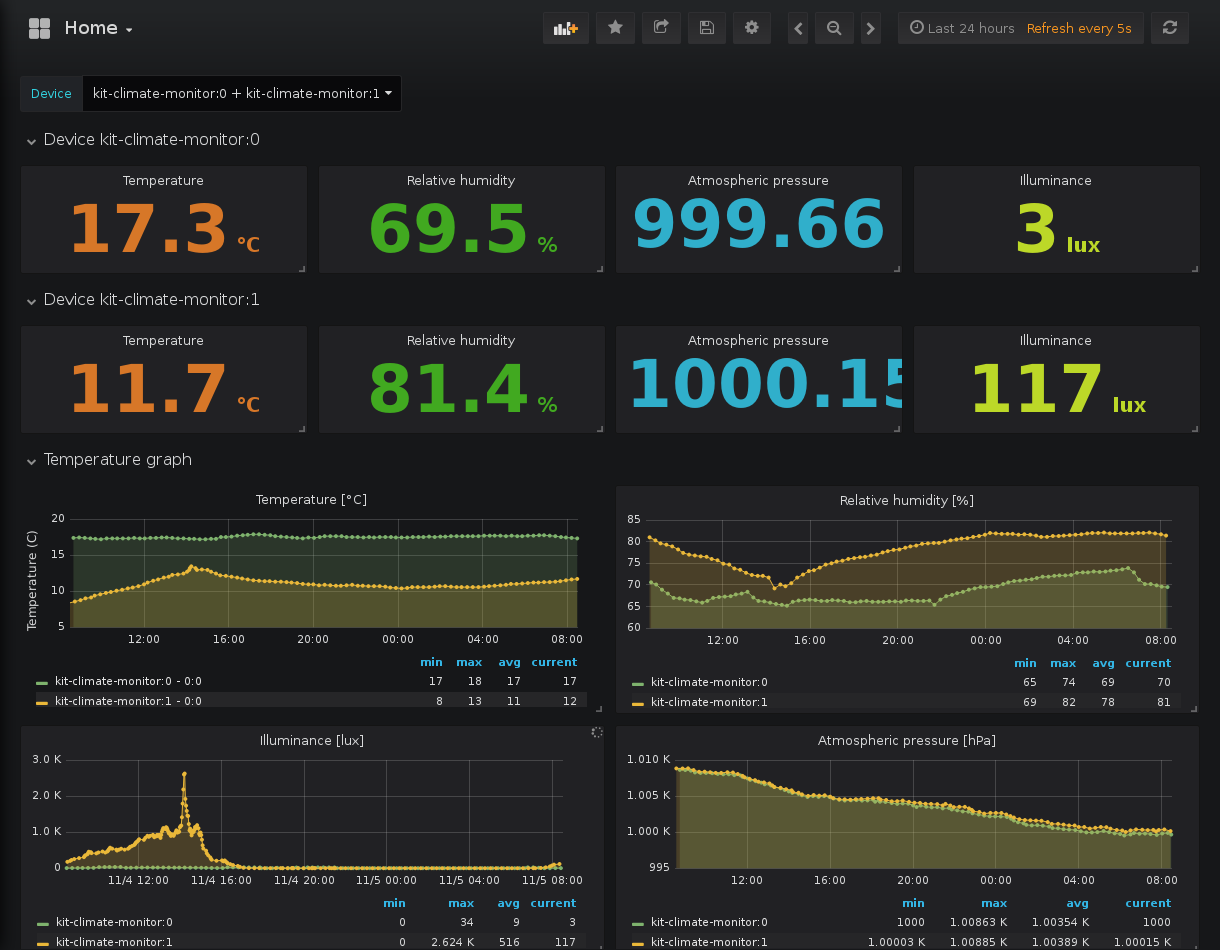 Home
Last 24 hours Refresh every 5s
Device kit-climate-monitor:0 + kit-climate-monitor:1
Device kit-climate-monitor:0
Temperature Relative humidity Atmospheric pressure Illuminance
17.3 °C 69.5 % 999.66 3 lux
Device kit-climate-monitor:1
Temperature Relative humidity Atmospheric pressure Illuminance
11.7 °C 81.4 % 1000.15 117 lux
Temperature graph
Temperature [°C]
Temperature (C)
20
15
10
5
12:00 16:00 20:00 00:00 04:00 08:00
min max avg current
kit-climate-monitor:0 - 0:0 17 18 17 17
kit-climate-monitor:1 - 0:0 8 13 11 12
Relative humidity [%]
85
80
75
70
65
60
12:00 16:00 20:00 00:00 04:00 08:00
min max avg current
kit-climate-monitor:0 65 74 69 70
kit-climate-monitor:1 69 82 78 81
Illuminance [lux]
3.0 K
2.0 K
1.0 K
0
11/4 12:00 11/4 16:00 11/4 20:00 11/5 00:00 11/5 04:00 11/5 08:00
min max avg current
kit-climate-monitor:0 0 34 9 3
kit-climate-monitor:1 0 2.624 K 516 117
Atmospheric pressure [hPa]
1.010 K
1.005 K
1.000 K
995
12:00 16:00 20:00 00:00 04:00 08:00
min max avg current
kit-climate-monitor:0 1000 1.00863 K 1.00354 K 1000
kit-climate-monitor:1 1.00003 K 1.00885 K 1.00389 K 1.00015 K